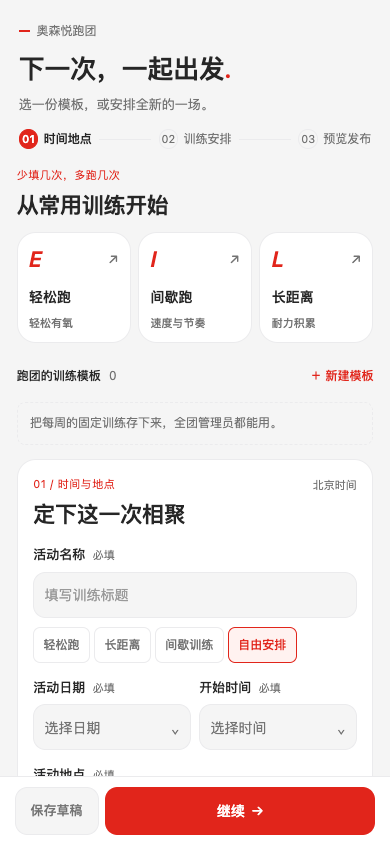 奥森悦跑团
下一次，一起出发.
选一份模板，或安排全新的一场。
01 时间地点 02 训练安排 03 预览发布
少填几次，多跑几次
从常用训练开始
E ↗ I ↗ L ↗
轻松跑 间歇跑 长距离
轻松有氧 速度与节奏 耐力积累
跑团的训练模板 0 + 新建模板
把每周的固定训练存下来，全团管理员都能用。
01 / 时间与地点 北京时间
定下这一次相聚
活动名称 必填
填写训练标题
轻松跑 长距离 间歇训练 自由安排
活动日期 必填 开始时间 必填
选择日期 选择时间
活动地点 必填
保存草稿 继续 →